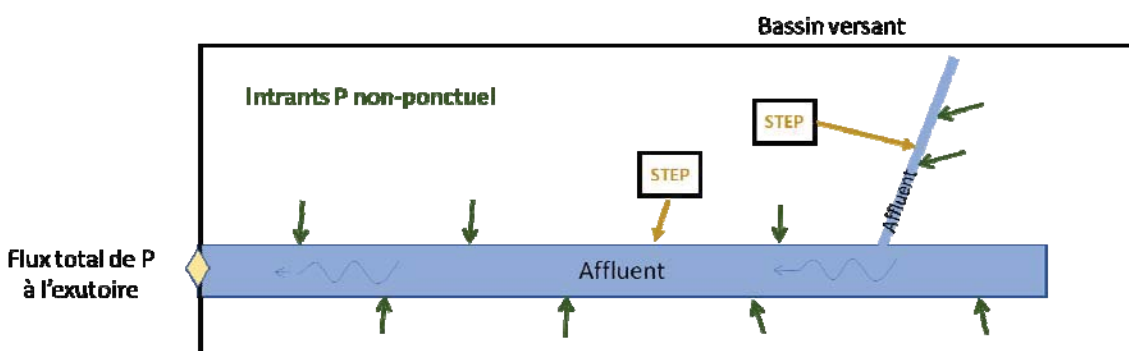 Bassin versant
Intrants P non-ponctuel
STEP
STEP
Affluent
Flux total de P
à l'exutoire
Affluent